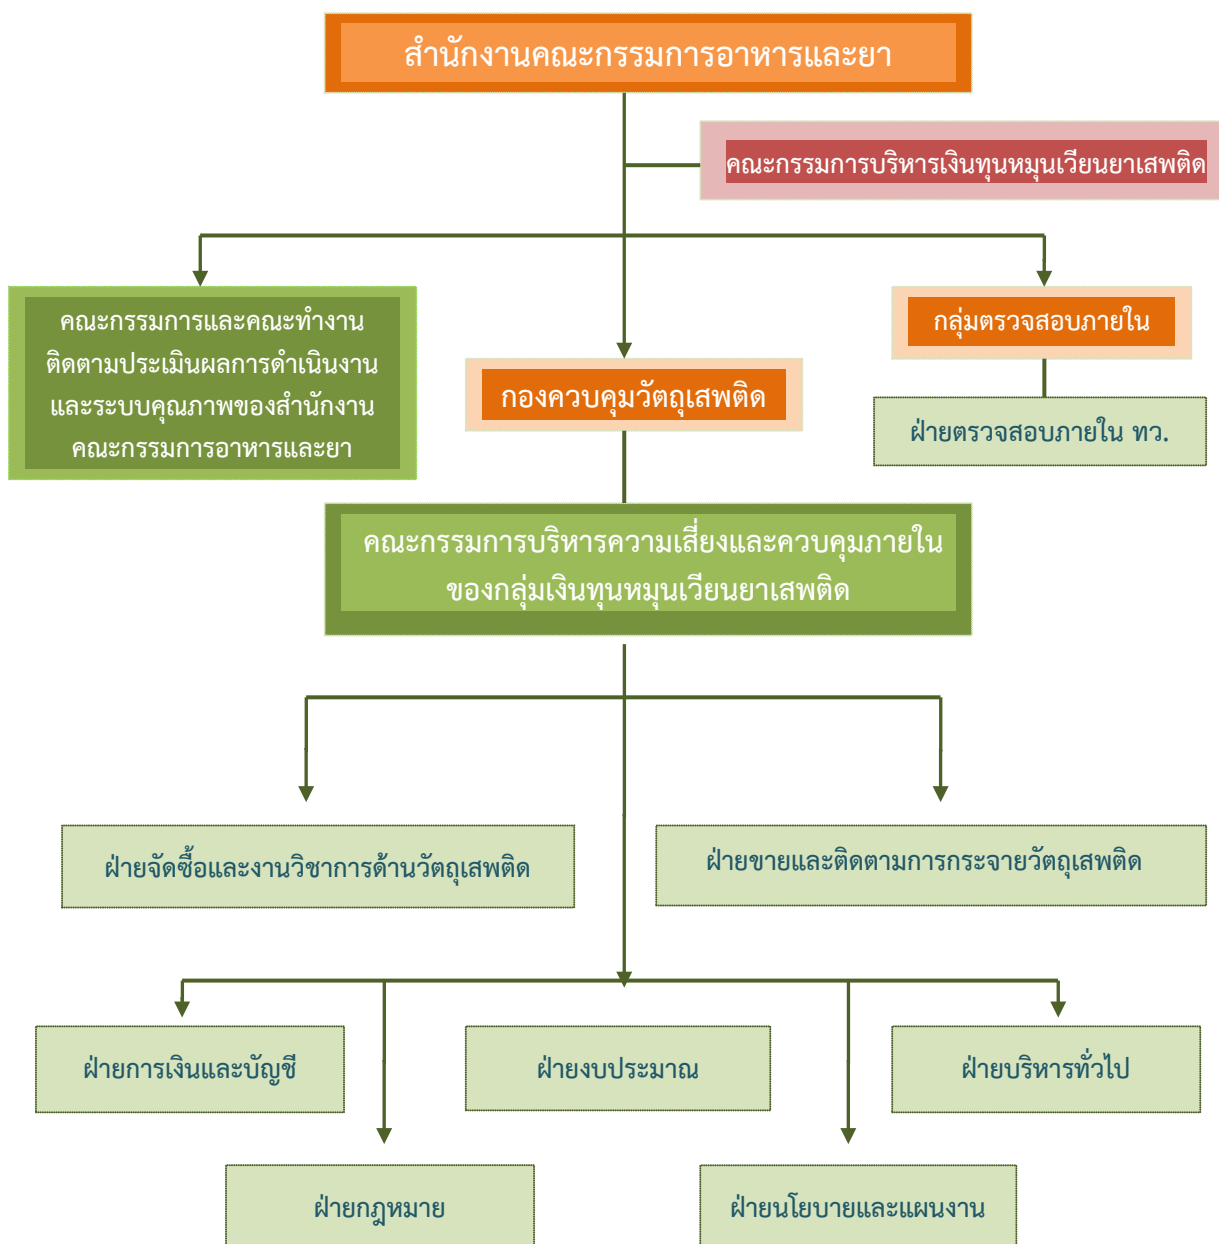 สำนักงานคณะกรรมการอาหารและยา
คณะกรรมการบริหารเงินทุนหมุนเวียนยาเสพติด
คณะกรรมการและคณะทำงาน
ติดตามประเมินผลการดำเนินงาน
และระบบคุณภาพของสำนักงาน
คณะกรรมการอาหารและยา
กองควบคุมวัตถุเสพติด
กลุ่มตรวจสอบภายใน
ฝ่ายตรวจสอบภายใน ทว.
คณะกรรมการบริหารความเสี่ยงและควบคุมภายใน
ของกลุ่มเงินทุนหมุนเวียนยาเสพติด
ฝ่ายจัดซื้อและงานวิชาการด้านวัตถุเสพติด
ฝ่ายขายและติดตามการกระจายวัตถุเสพติด
ฝ่ายการเงินและบัญชี
ฝ่ายงบประมาณ
ฝ่ายบริหารทั่วไป
ฝ่ายกฎหมาย
ฝ่ายนโยบายและแผนงาน